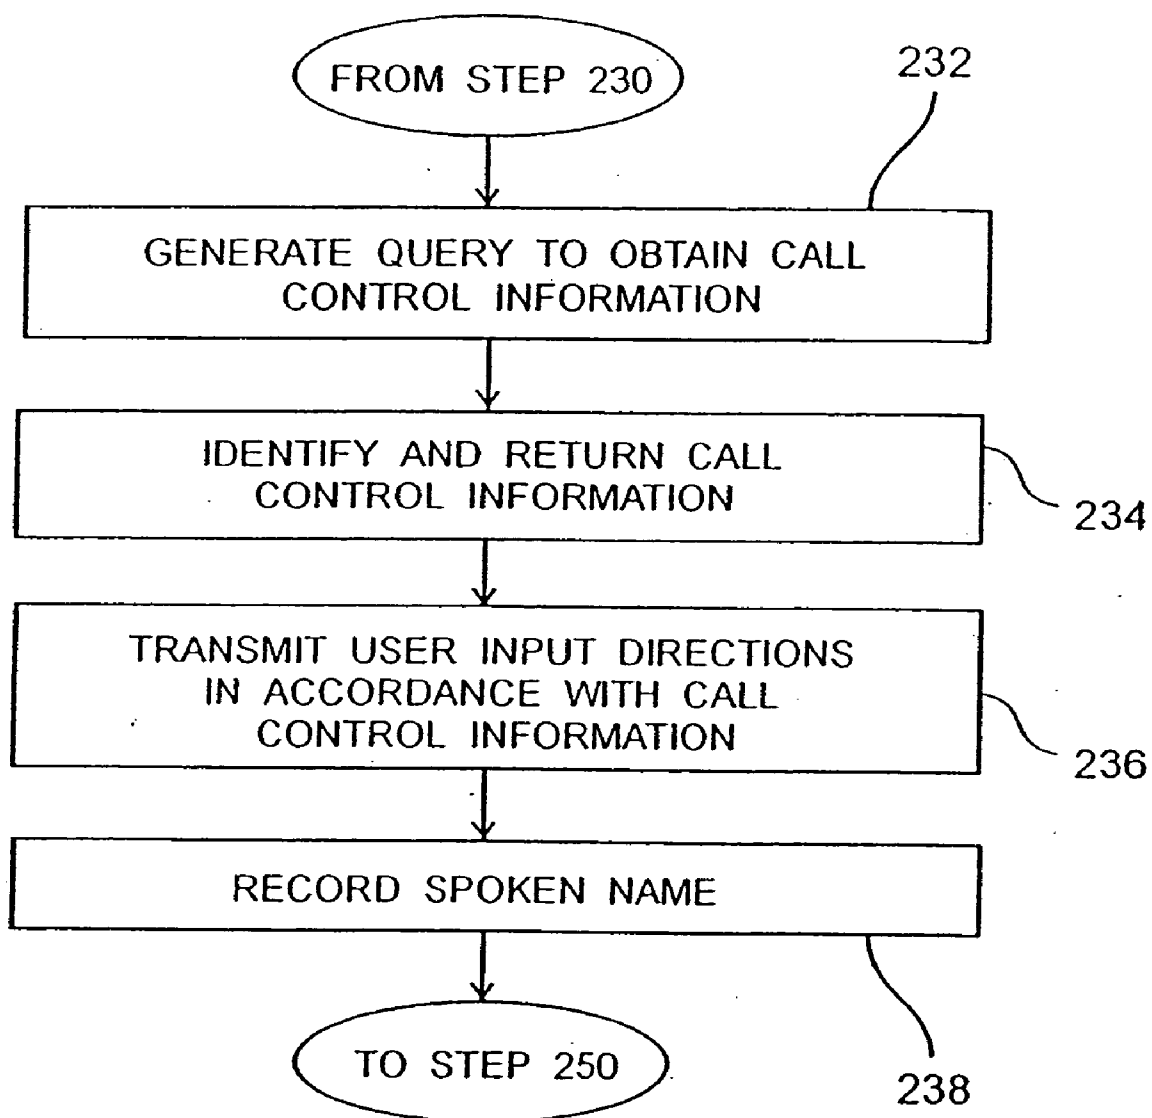 FROM STEP 230
232
GENERATE QUERY TO OBTAIN CALL
CONTROL INFORMATION
IDENTIFY AND RETURN CALL
CONTROL INFORMATION
234
TRANSMIT USER INPUT DIRECTIONS
IN ACCORDANCE WITH CALL
CONTROL INFORMATION
236
RECORD SPOKEN NAME
TO STEP 250
238